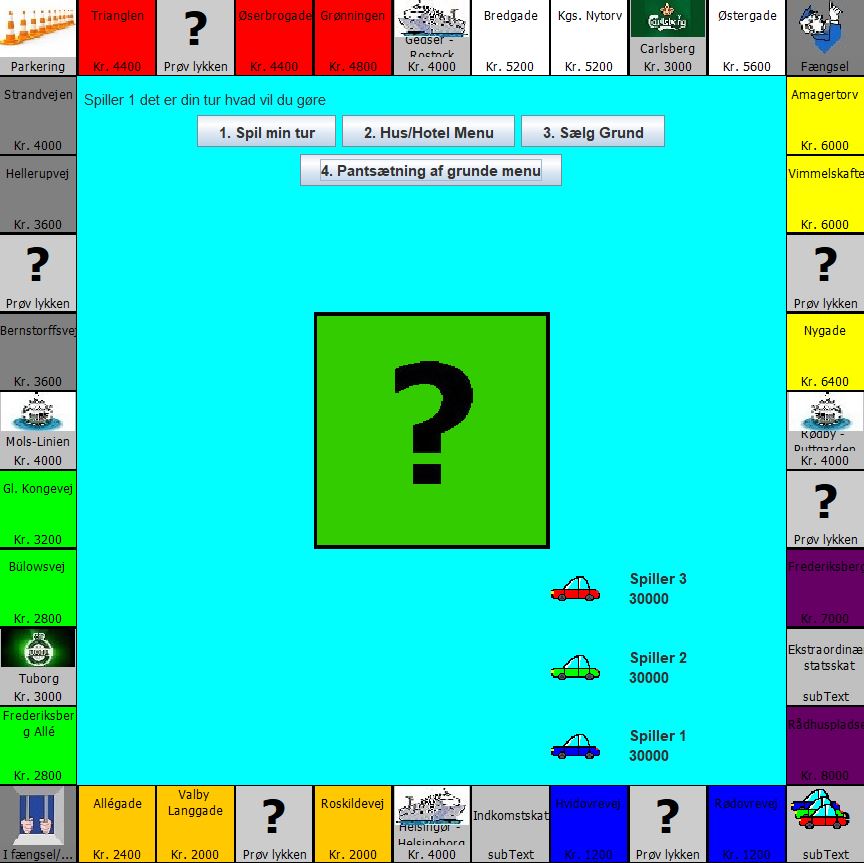 Trianglen
Kr. 4400
?
Prøv lykken
Øserbrogade
Kr. 4400
Grønningen
Kr. 4800
Gedser -
Rostock
Kr. 4000
Bredgade
Kr. 5200
Kgs. Nytorv
Kr. 5200
Carlsberg
Carlsberg
Kr. 3000
Østergade
Kr. 5600
Fængsel
Parkering
Strandvejen
Kr. 4000
Hellerupvej
Kr. 3600
?
Prøv lykken
Bernstorffsvej
Kr. 3600
Mols-Linien
Kr. 4000
Gl. Kongevej
Kr. 3200
Bülowsvej
Kr. 2800
Tuborg
Kr. 3000
Frederiksber
g Allé
Kr. 2800
Spiller 1 det er din tur hvad vil du gøre
1. Spil min tur
2. Hus/Hotel Menu
3. Sælg Grund
4. Pantsætning af grunde menu
?
Spiller 3
30000
Spiller 2
30000
Spiller 1
30000
Amagertorv
Kr. 6000
Vimmelskafte
Kr. 6000
?
Prøv lykken
Nygade
Kr. 6400
Rødby -
Puttgarden
Kr. 4000
?
Prøv lykken
Frederiksberg
Kr. 7000
Ekstraordinæ
statsskat
subText
Rådhuspladse
Kr. 8000
I fængsel/...
Allégade
Kr. 2400
Valby
Langgade
Kr. 2000
?
Prøv lykken
Roskildevej
Kr. 2000
Helsingør -
Helsingborg
Kr. 4000
Indkomstskat
subText
Hvidovrevej
Kr. 1200
?
Prøv lykken
Rødovrevej
Kr. 1200